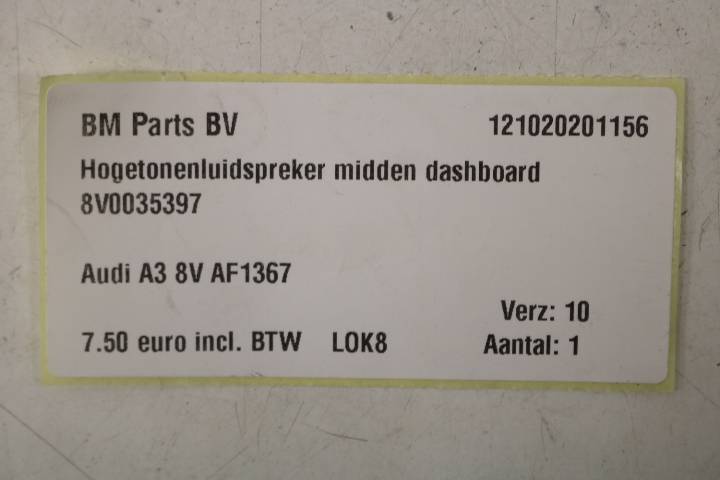 BM Parts BV 121020201156
Hogetonenluidspreker midden dashboard
8V0035397
Audi A3 8V AF1367
Verz: 10
7.50 euro incl. BTW LOK8 Aantal: 1